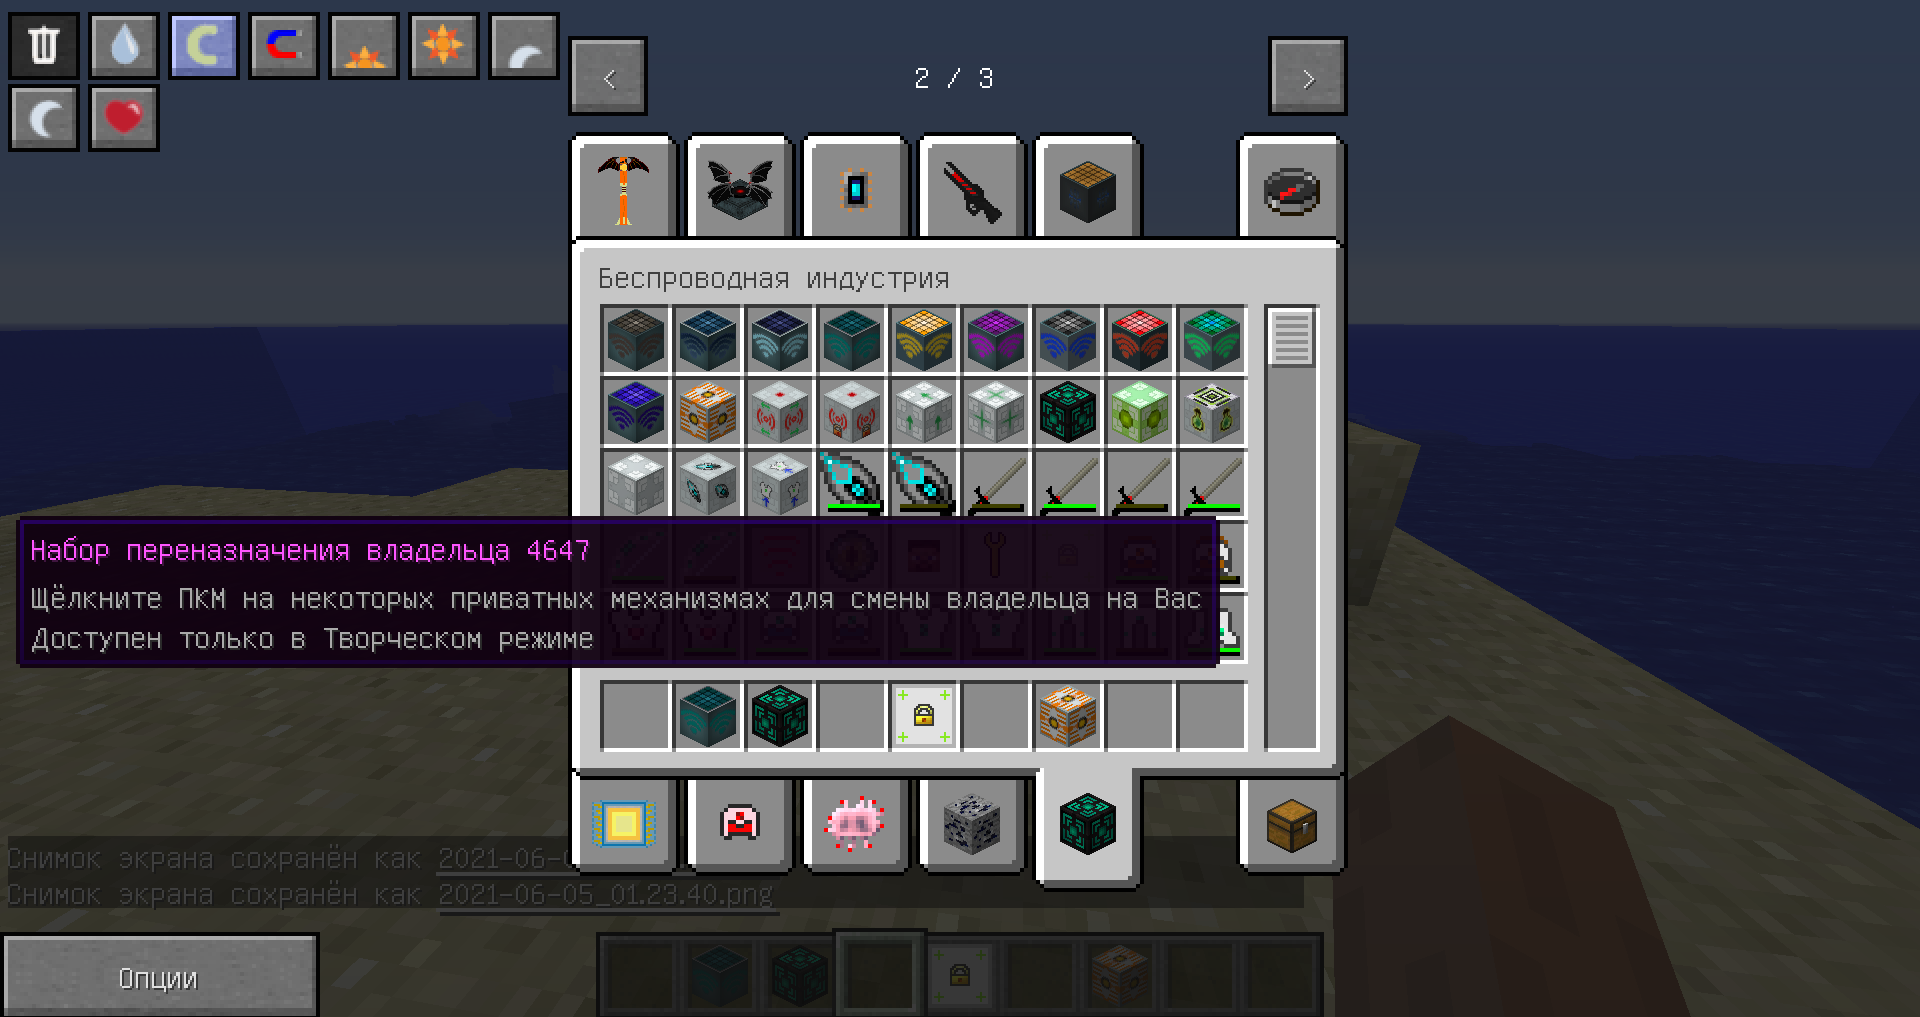 <
2 / 3
>
Беспроводная индустрия
Набор переназначения владельца 4647
Щёлкните ПКМ на некоторых приватных механизмах для смены владельца на Вас
Доступен только в Творческом режиме
Снимок экрана сохранён как 2021-06-
Снимок экрана сохранён как 2021-06-05_01.23.40.png
Опции